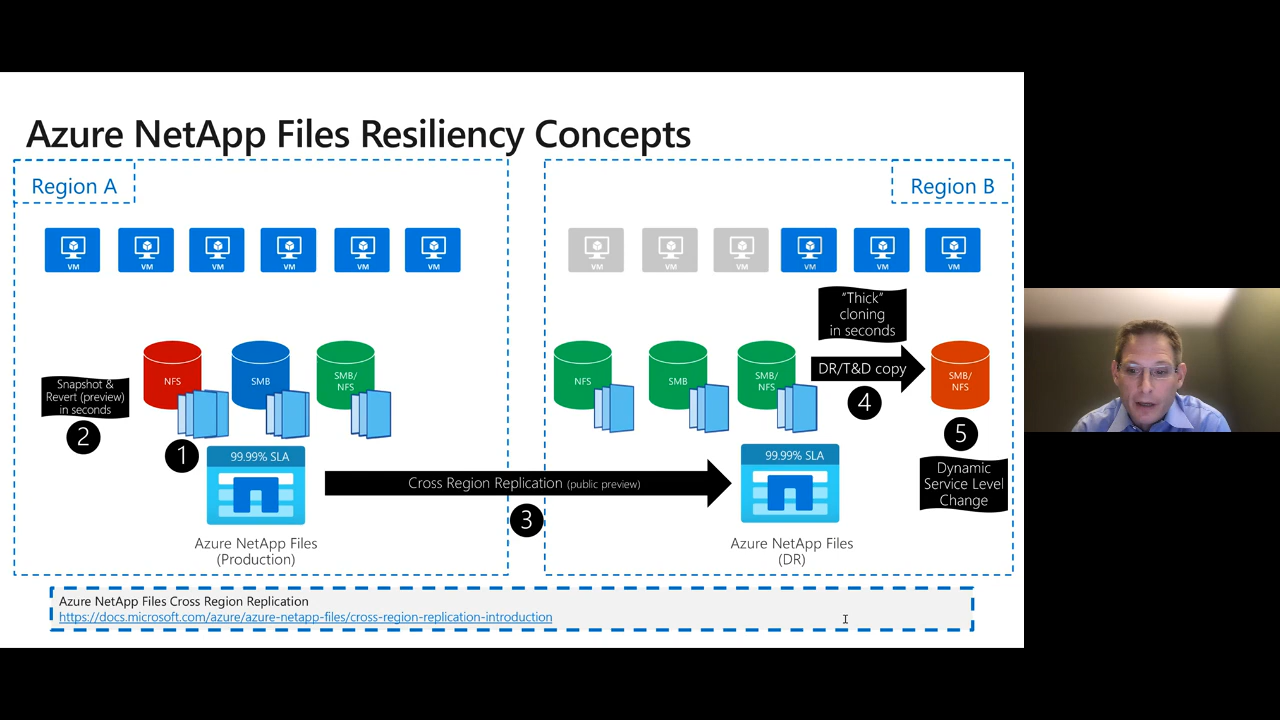 Azure NetApp Files Resiliency Concepts
Region A
Region B
VM
VM
VM
VM
VM
VM
VM
VM
VM
VM
VM
VM
"Thick"
cloning
in seconds
NFS
SMB
SMB/
NFS
NFS
SMB
SMB/
NFS
DR/T&D copy
SMB/
NFS
Snapshot &
Revert (preview)
in seconds
2
1
4
5
99.99% SLA
99.99% SLA
Cross Region Replication (public preview)
3
Dynamic
Service Level
Change
Azure NetApp Files
(Production)
Azure NetApp Files
(DR)
Azure NetApp Files Cross Region Replication
https://docs.microsoft.com/azure/azure-netapp-files/cross-region-replication-introduction